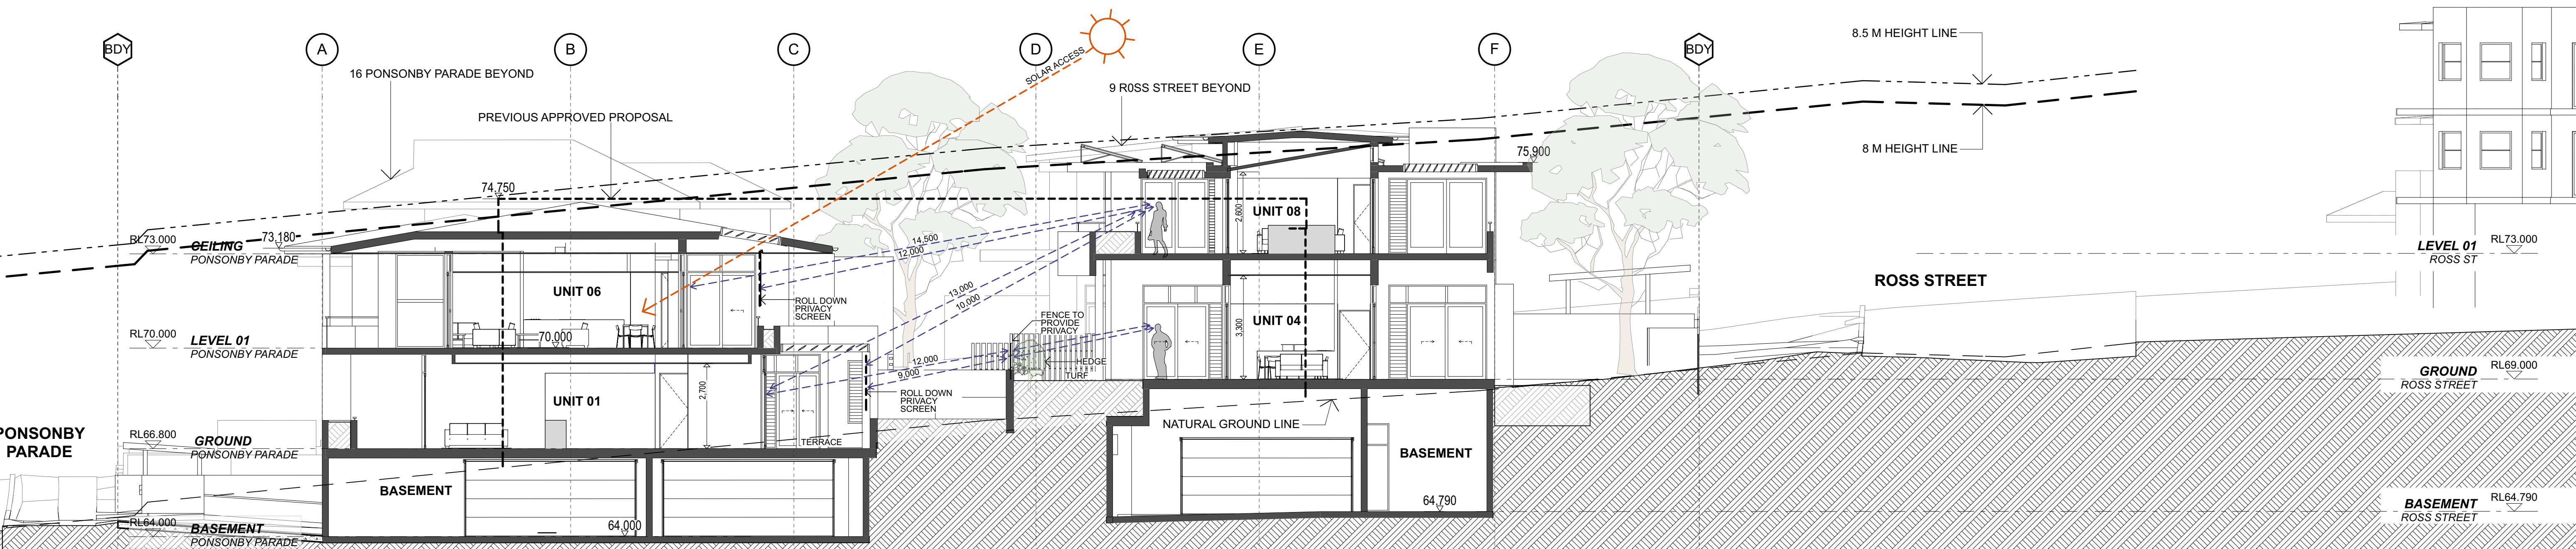 BDY
A
B
C
D
E
F
BDY
SOLAR ACCESS
8.5 M HEIGHT LINE
16 PONSONBY PARADE BEYOND
9 R0SS STREET BEYOND
PREVIOUS APPROVED PROPOSAL
8 M HEIGHT LINE
75,900
74.750
RL73.000
CEILING
PONSONBY PARADE
73,180
14,500
12,000
2,600
UNIT 08
LEVEL 01
ROSS ST
RL73.000
ROSS STREET
UNIT 06
ROLL DOWN
PRIVACY
SCREEN
13,000
10,000
FENCE TO
PROVIDE
PRIVACY
3,300
UNIT 04
RL70.000
LEVEL 01
PONSONBY PARADE
70,000
12,000
9,000
HEDGE
TURF
GROUND
ROSS STREET
RL69.000
UNIT 01
2,700
ROLL DOWN
PRIVACY
SCREEN
TERRACE
NATURAL GROUND LINE
PONSONBY
PARADE
RL66.800
GROUND
PONSONBY PARADE
BASEMENT
BASEMENT
64,790
BASEMENT
ROSS STREET
RL64.790
RL64.000
BASEMENT
PONSONBY PARADE
64,000